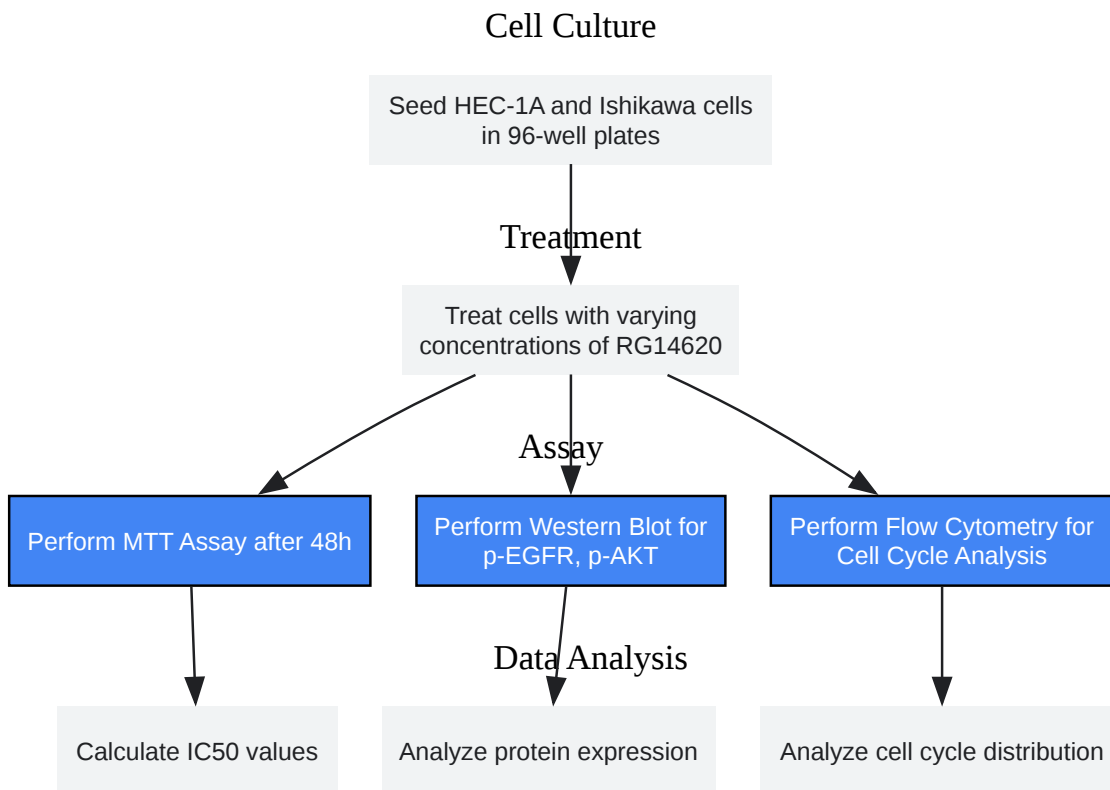 Cell Culture
Seed HEC-1A and Ishikawa cells
in 96-well plates
Treatment
Treat cells with varying
concentrations of RG14620
Assay
Perform MTT Assay after 48h
Perform Western Blot for
p-EGFR, p-AKT
Perform Flow Cytometry for
Cell Cycle Analysis
Data Analysis
Calculate IC50 values
Analyze protein expression
Analyze cell cycle distribution